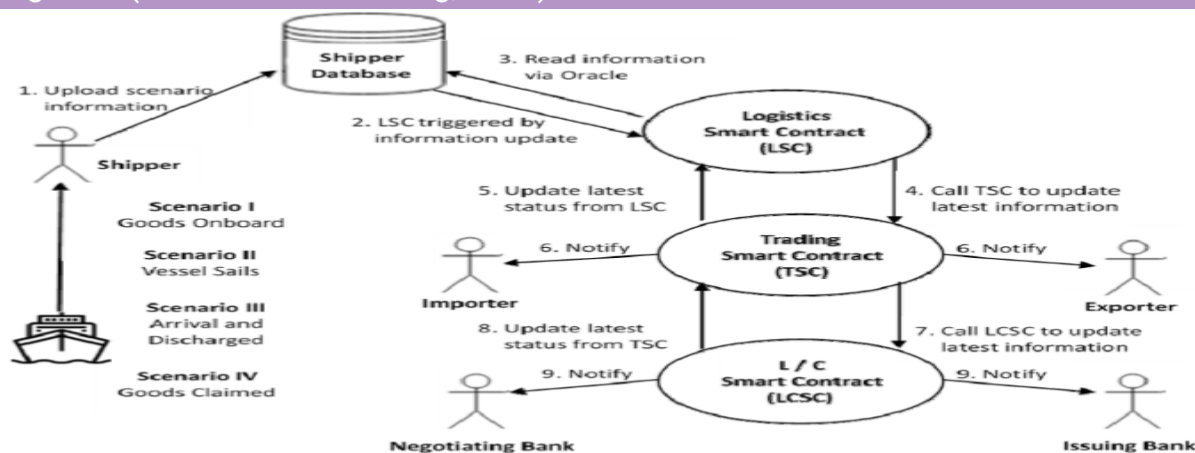 Shipper
Database
1. Upload scenario
information
Shipper
3. Read information
via Oracle
2. LSC triggered by
information update
Logistics
Smart Contract
(LSC)
Scenario I
Goods Onboard
Scenario II
Vessel Sails
Scenario III
Arrival and
Discharged
Scenario IV
Goods Claimed
5. Update latest
status from LSC
4. Call TSC to update
latest information
6. Notify
Trading
Smart Contract
(TSC)
6. Notify
Importer
Exporter
8. Update latest
status from TSC
7. Call LCSC to update
latest information
9. Notify
L / C
Smart Contract
(LCSC)
9. Notify
Negotiating Bank
Issuing Bank